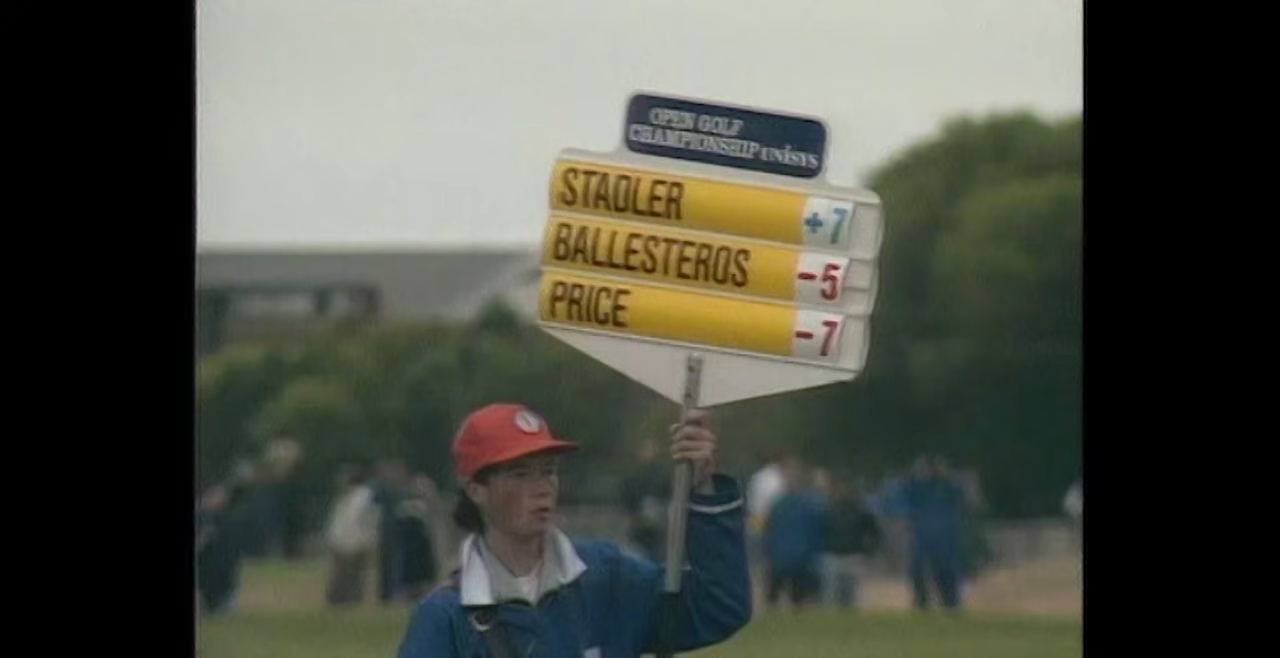 OPEN GOLF
CHAMPIONSHIP UNISYS
STADLER +7
BALLESTEROS -5
PRICE -7